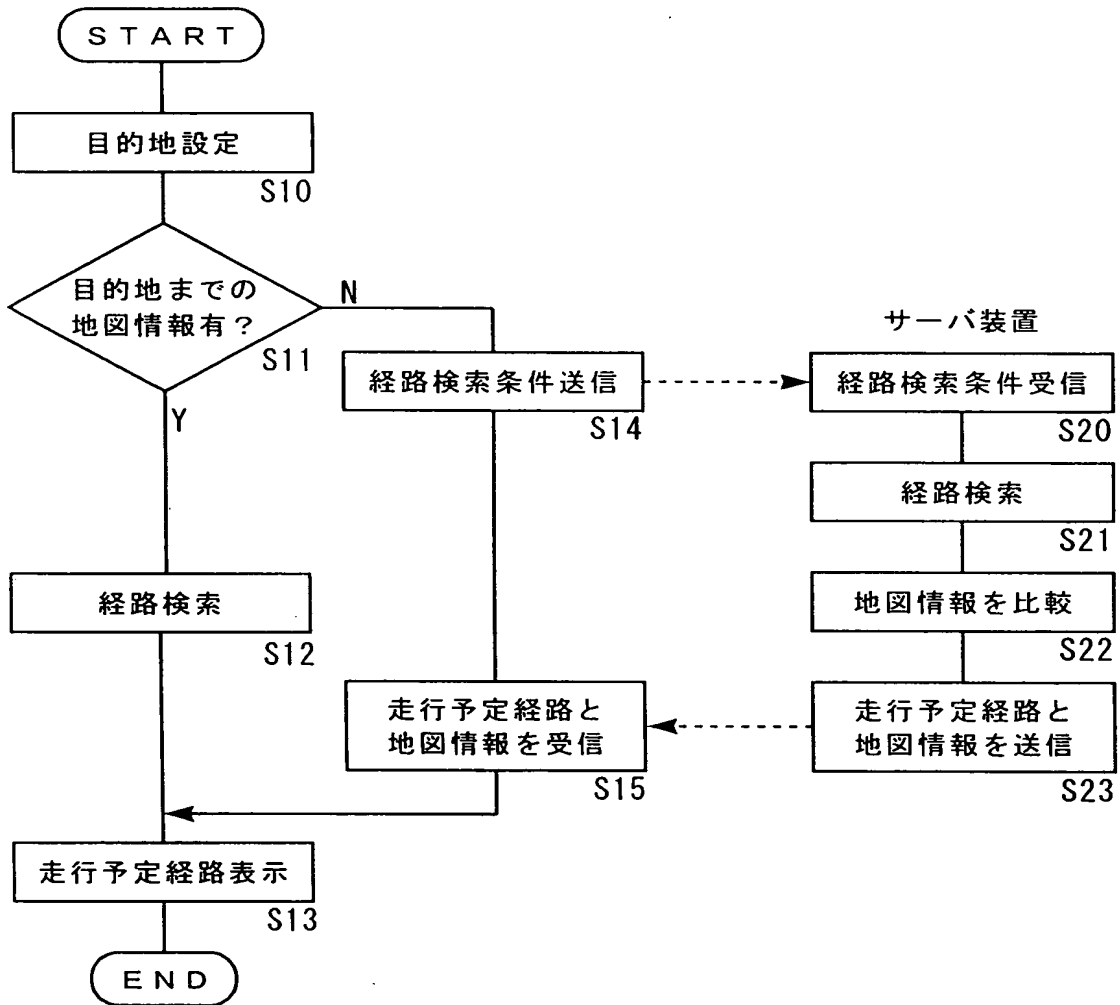 START
目的地設定
S10
目的地までの
地図情報有?
S11
N
Y
経路検索
S12
経路検索条件送信
S14
走行予定経路と
地図情報を受信
S15
サーバ装置
経路検索条件受信
S20
経路検索
S21
地図情報を比較
S22
走行予定経路と
地図情報を送信
S23
走行予定経路表示
S13
END